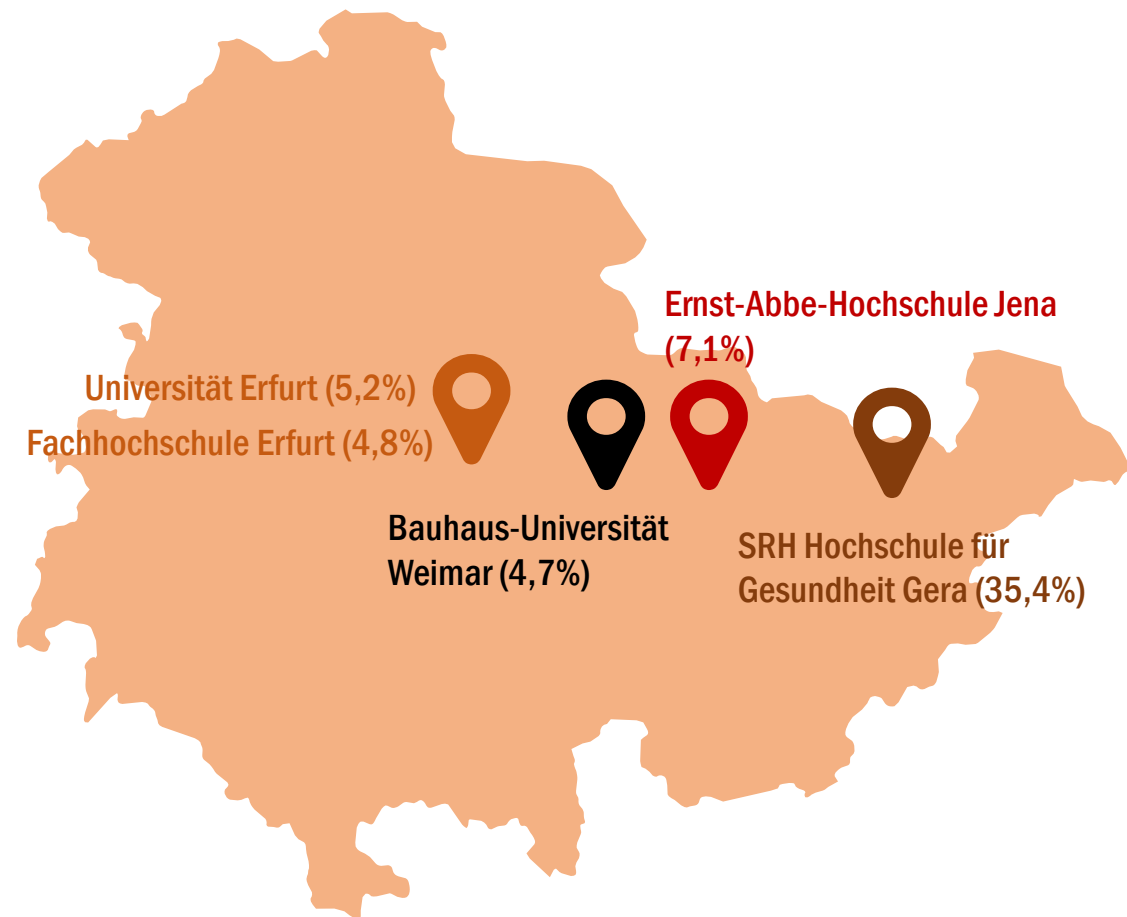 Ernst-Abbe-Hochschule Jena
(7,1%)
Universität Erfurt (5,2%)
Fachhochschule Erfurt (4,8%)
Bauhaus-Universität
Weimar (4,7%)
SRH Hochschule für
Gesundheit Gera (35,4%)